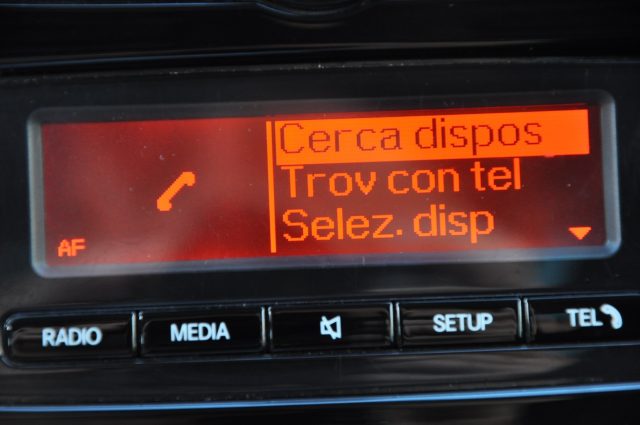 Cerca dispos
Trov con tel
Selez. disp
AF
RADIO MEDIA SETUP TEL